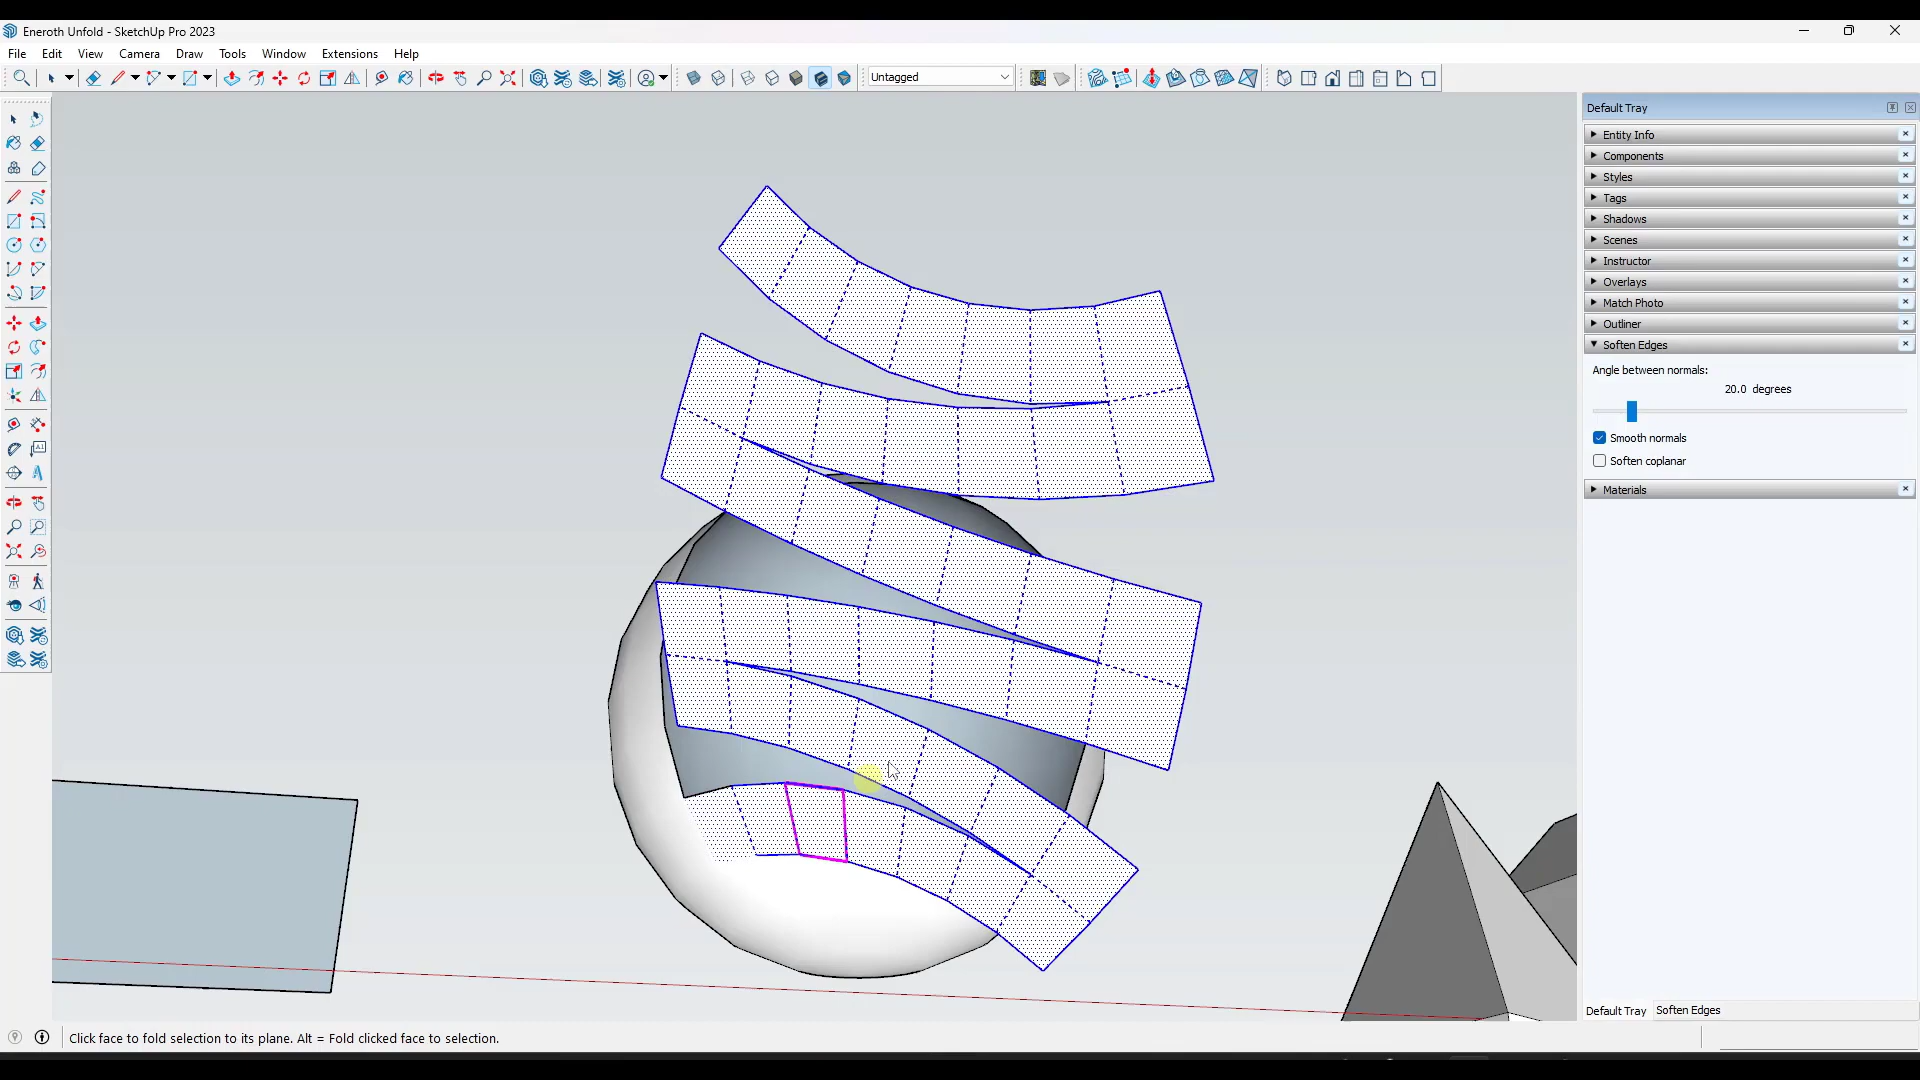 Eneroth Unfold - SketchUp Pro 2023
File Edit View Camera Draw Tools Window Extensions Help
Untagged
Default Tray
Entity Info
Components
Styles
Tags
Shadows
Scenes
Instructor
Overlays
Match Photo
Outliner
Soften Edges
Angle between normals:
20.0 degrees
Smooth normals
Soften coplanar
Materials
Default Tray Soften Edges
Click face to fold selection to its plane. Alt = Fold clicked face to selection.